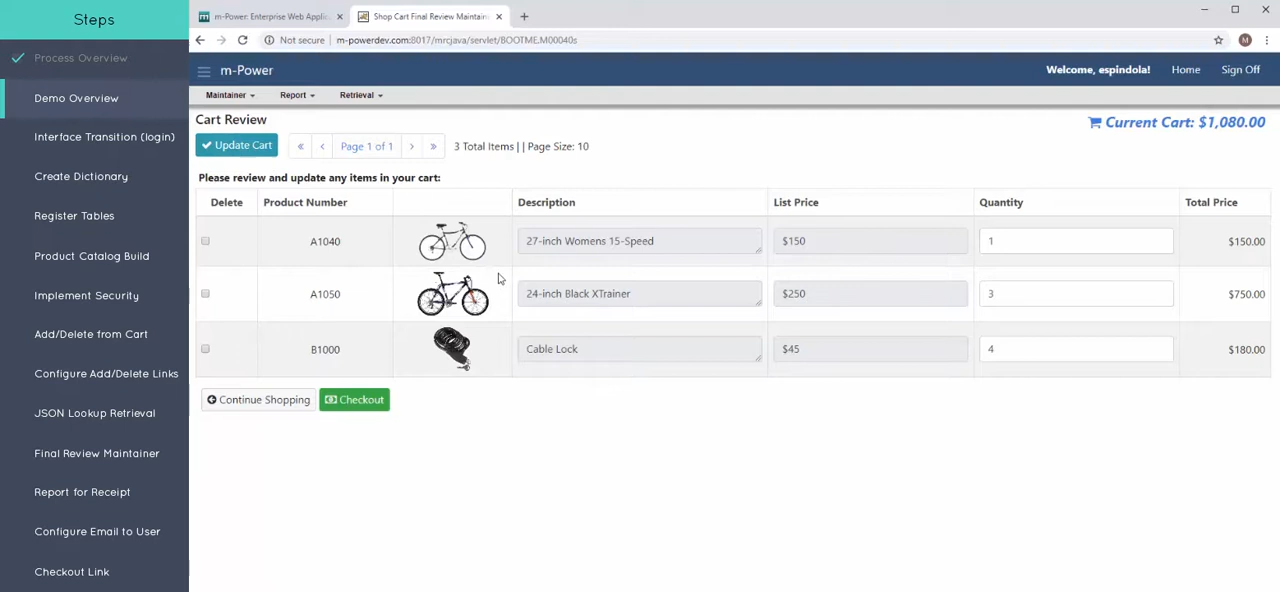 Steps
Process Overview
Demo Overview
Interface Transition (login)
Create Dictionary
Register Tables
Product Catalog Build
Implement Security
Add/Delete from Cart
Configure Add/Delete Links
JSON Lookup Retrieval
Final Review Maintainer
Report for Receipt
Configure Email to User
Checkout Link
m-Power: Enterprise Web Applic
Shop Cart Final Review Maintain
Not secure | m-powerdev.com:8017/mrcjava/servlet/BOOTME.M00040s
M
m-Power
Welcome, espindola! Home Sign Off
Maintainer Report Retrieval
Cart Review
Current Cart: $1,080.00
Update Cart « ‹ Page 1 of 1 › » 3 Total Items | | Page Size: 10
Please review and update any items in your cart:
Delete Product Number Description List Price Quantity Total Price
A1040 27-inch Womens 15-Speed $150 1 $150.00
A1050 24-inch Black XTrainer $250 3 $750.00
B1000 Cable Lock $45 4 $180.00
Continue Shopping Checkout